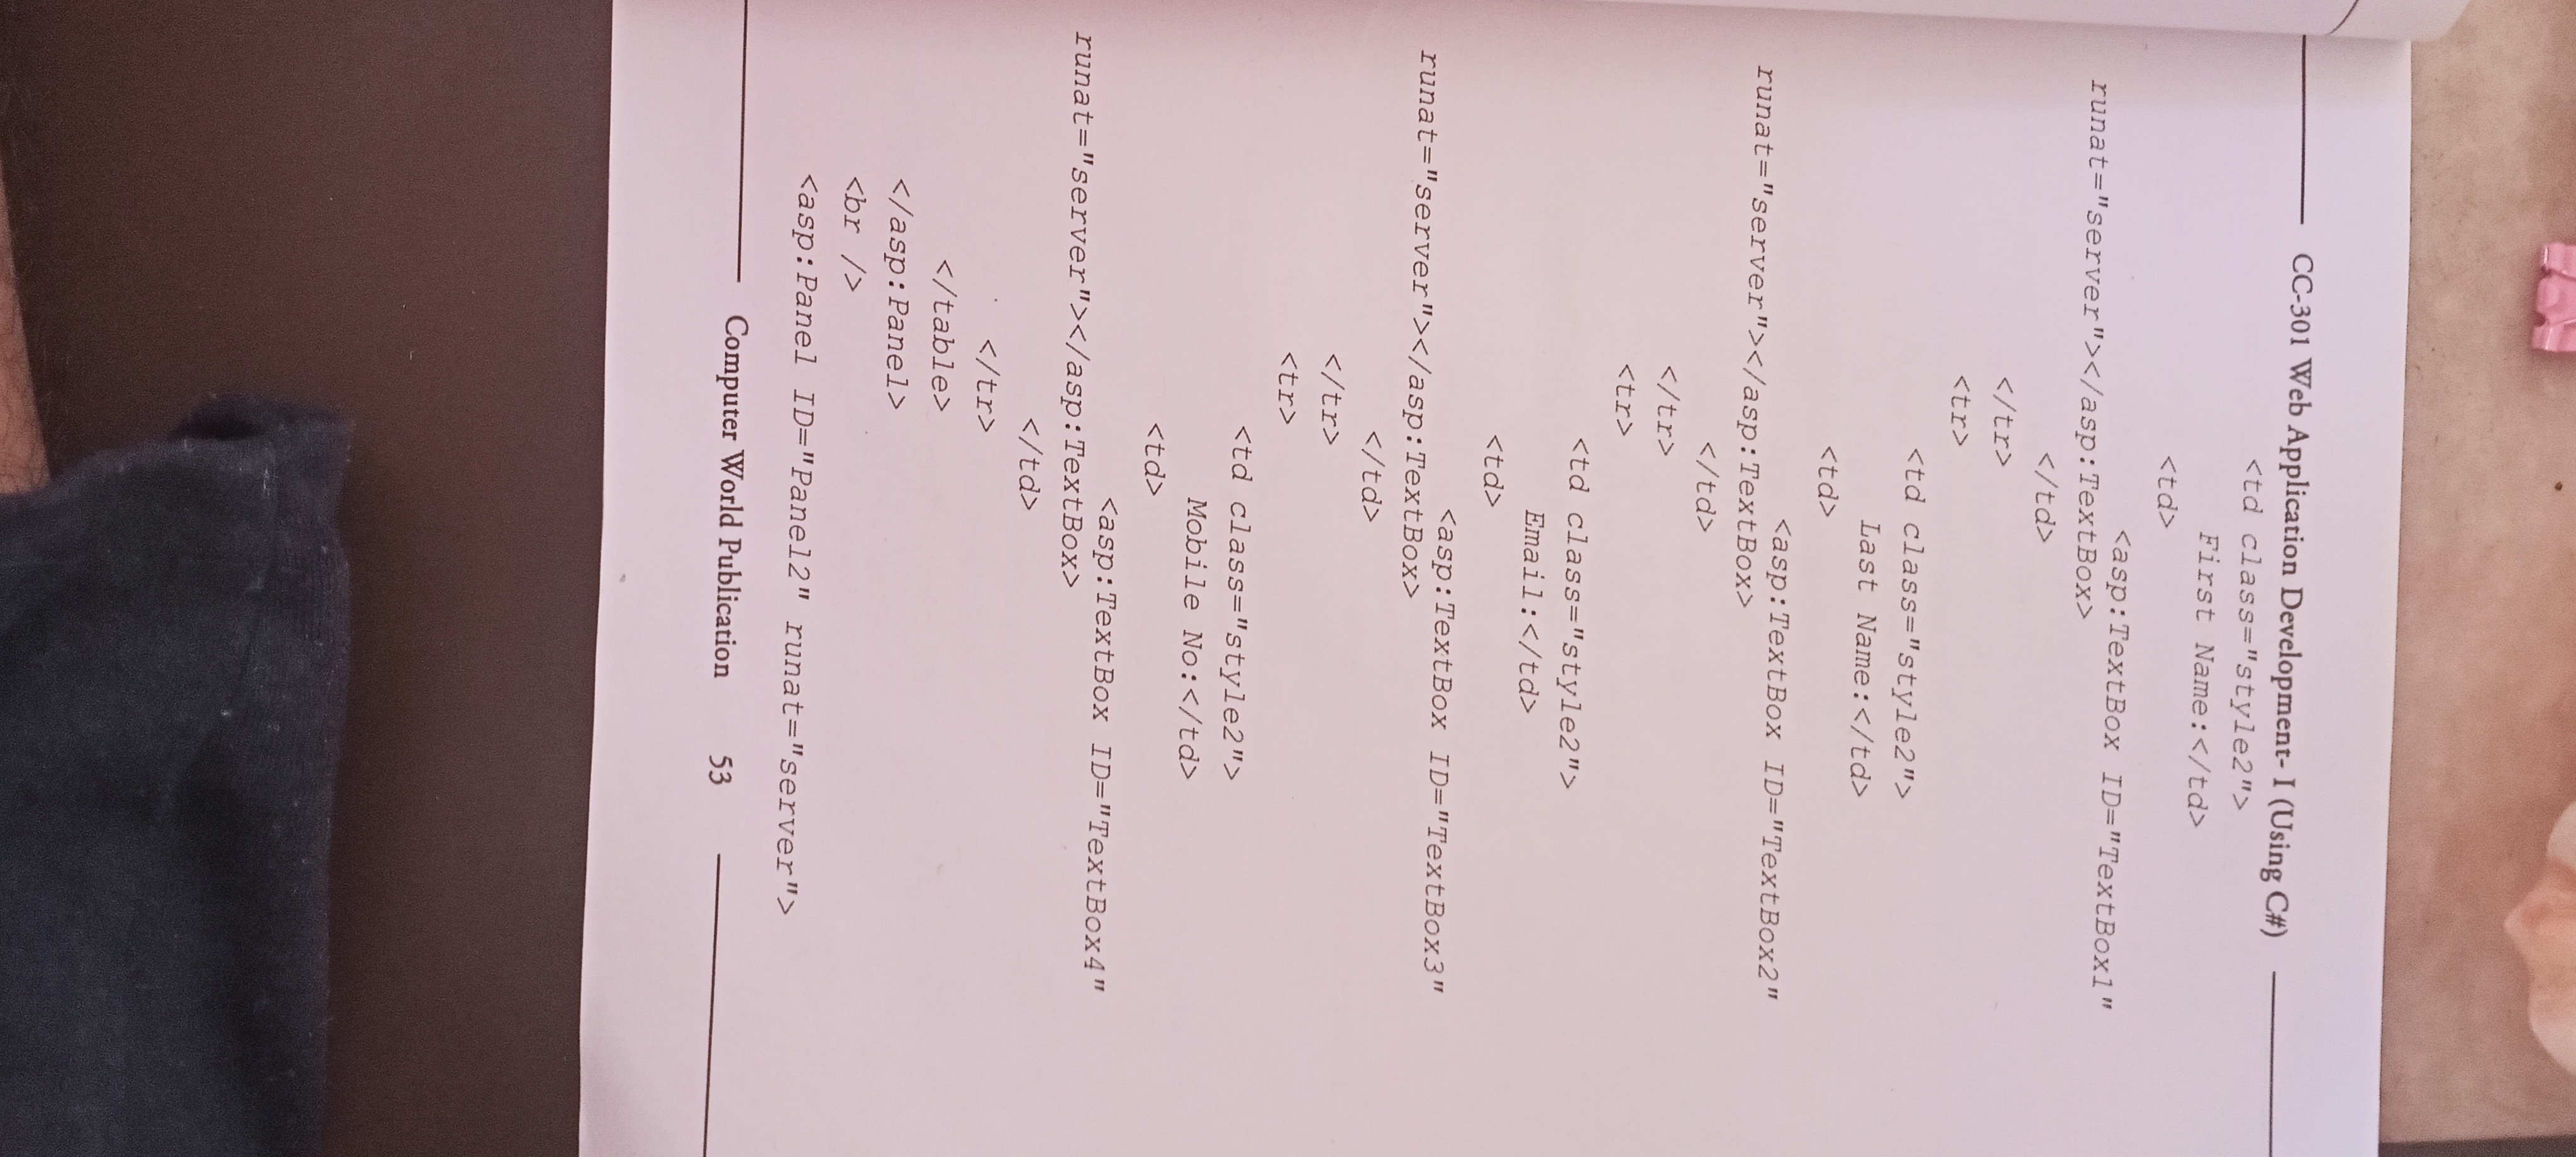 CC-301 Web Application Development- I (Using C#)
<td class="style2">
First Name:</td>
<td>
<asp:TextBox ID="TextBox1"
runat="server"></asp:TextBox>
</td>
</tr>
<tr>
<td class="style2">
Last Name:</td>
<td>
<asp:TextBox ID="TextBox2"
runat="server"></asp:TextBox>
</td>
</tr>
<tr>
<td class="style2">
Email:</td>
<td>
<asp:TextBox ID="TextBox3"
runat="server"></asp:TextBox>
</td>
</tr>
<tr>
<td class="style2">
Mobile No:</td>
<td>
<asp:TextBox ID="TextBox4"
runat="server"></asp:TextBox>
</td>
</tr>
</table>
</asp:Panel>
<br />
<asp:Panel ID="Panel2" runat="server">
Computer World Publication 53